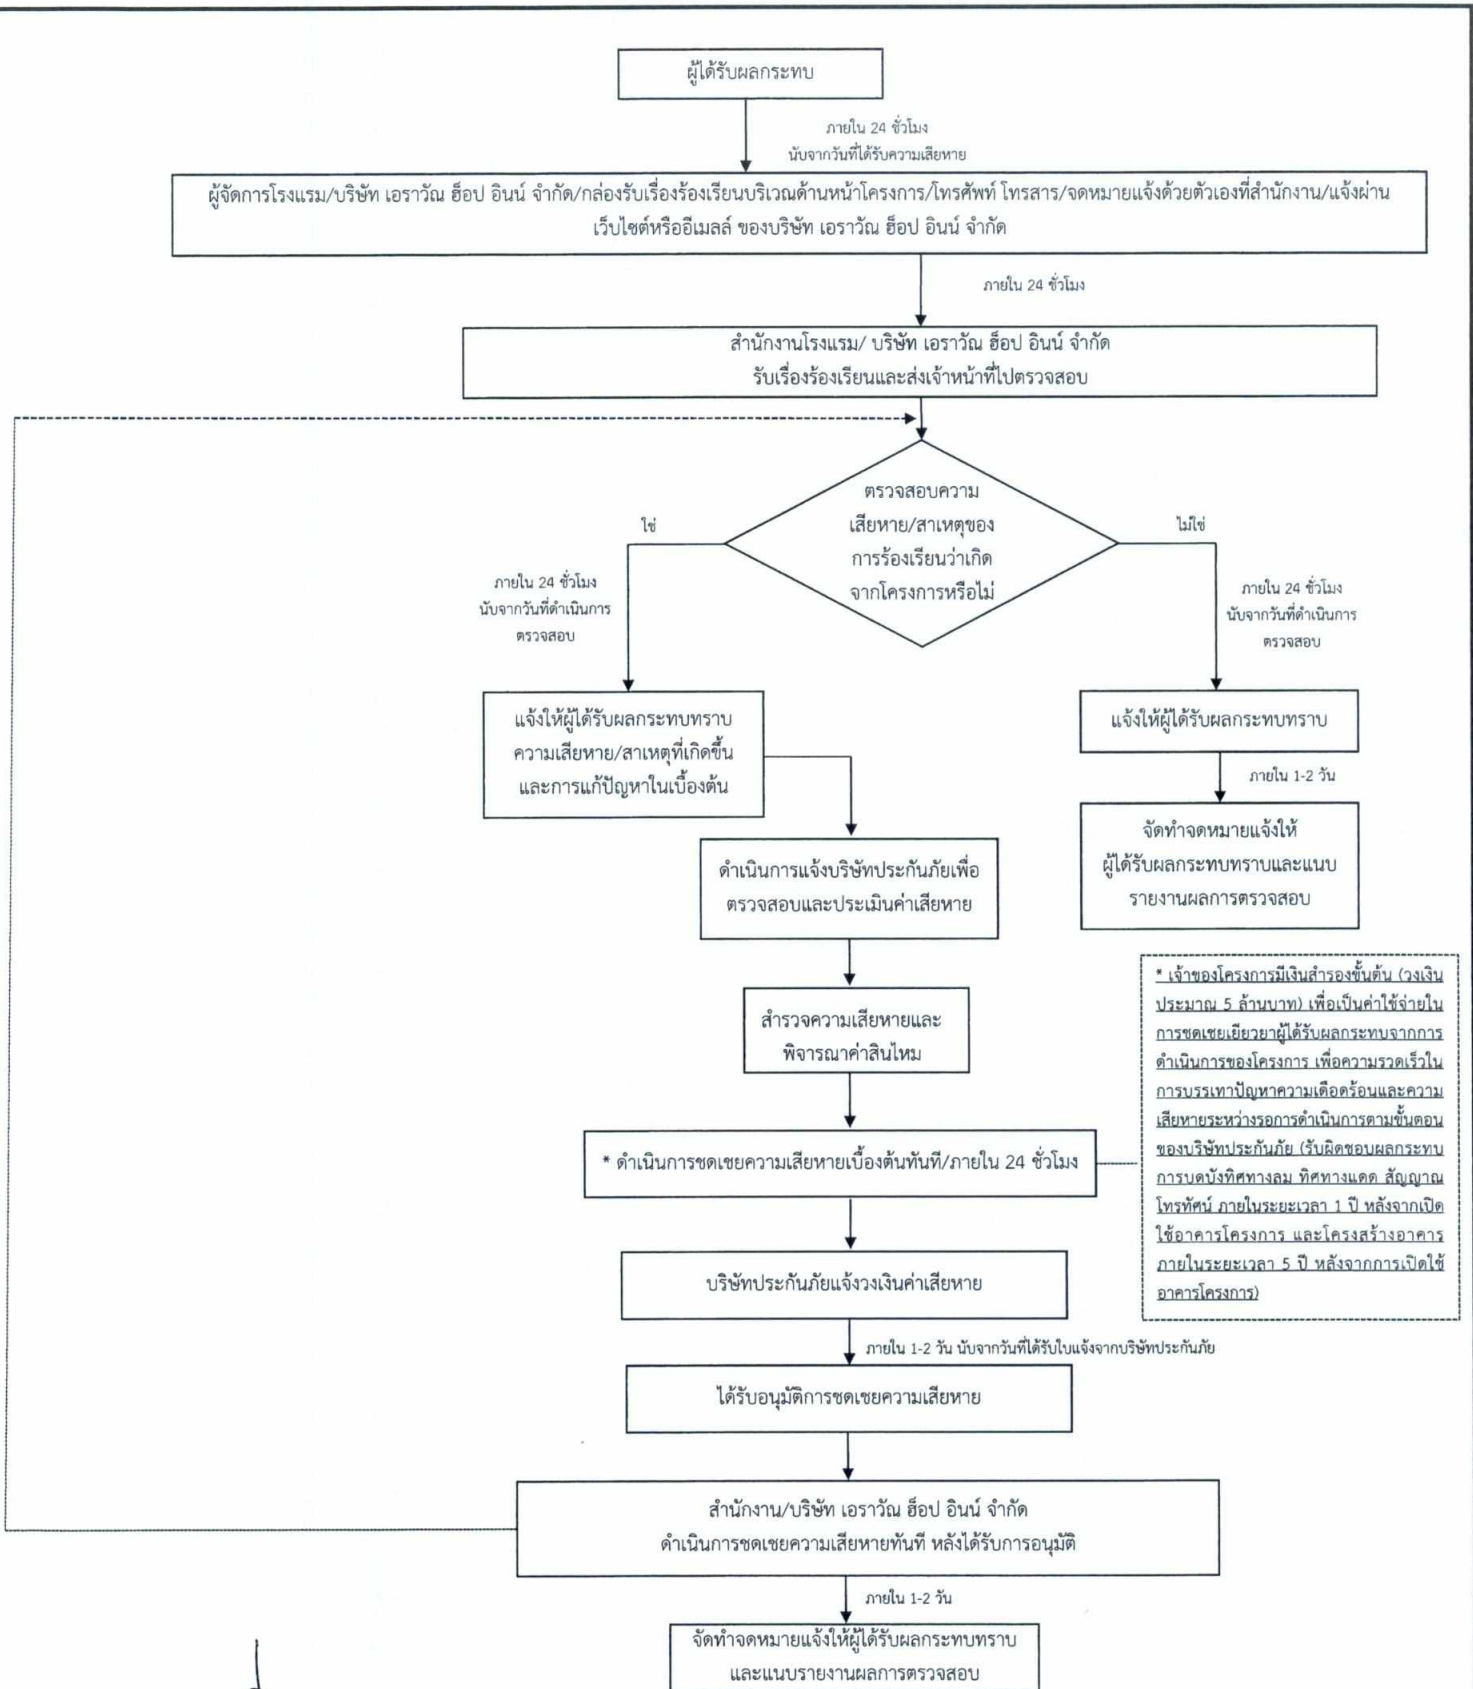 ผู้ได้รับผลกระทบ
ภายใน 24 ชั่วโมง
นับจากวันที่ได้รับความเสียหาย
ผู้จัดการโรงแรม/บริษัท เอราวัณ ฮ็อป อินน์ จำกัด/กล่องรับเรื่องร้องเรียนบริเวณด้านหน้าโครงการ/โทรศัพท์ โทรสาร/จดหมายแจ้งด้วยตัวเองที่สำนักงาน/แจ้งผ่าน
เว็บไซต์หรืออีเมลล์ ของบริษัท เอราวัณ ฮ็อป อินน์ จำกัด
ภายใน 24 ชั่วโมง
สำนักงานโรงแรม/ บริษัท เอราวัณ ฮ็อป อินน์ จำกัด
รับเรื่องร้องเรียนและส่งเจ้าหน้าที่ไปตรวจสอบ
ตรวจสอบความ
เสียหาย/สาเหตุของ
การร้องเรียนว่าเกิด
จากโครงการหรือไม่
ใช่
ภายใน 24 ชั่วโมง
นับจากวันที่ดำเนินการ
ตรวจสอบ
ไม่ใช่
ภายใน 24 ชั่วโมง
นับจากวันที่ดำเนินการ
ตรวจสอบ
แจ้งให้ผู้ได้รับผลกระทบทราบ
ความเสียหาย/สาเหตุที่เกิดขึ้น
และการแก้ปัญหาในเบื้องต้น
แจ้งให้ผู้ได้รับผลกระทบทราบ
ภายใน 1-2 วัน
จัดทำจดหมายแจ้งให้
ผู้ได้รับผลกระทบทราบและแนบ
รายงานผลการตรวจสอบ
ดำเนินการแจ้งบริษัทประกันภัยเพื่อ
ตรวจสอบและประเมินค่าเสียหาย
สำรวจความเสียหายและ
พิจารณาค่าสินไหม
* ดำเนินการชดเชยความเสียหายเบื้องต้นทันที/ภายใน 24 ชั่วโมง
* เจ้าของโครงการมีเงินสำรองขั้นต้น (วงเงิน
ประมาณ 5 ล้านบาท) เพื่อเป็นค่าใช้จ่ายใน
การชดเชยเยียวยาผู้ได้รับผลกระทบจากการ
ดำเนินการของโครงการ เพื่อความรวดเร็วใน
การบรรเทาปัญหาความเดือดร้อนและความ
เสียหายระหว่างรอการดำเนินการตามขั้นตอน
ของบริษัทประกันภัย (รับผิดชอบผลกระทบ
การบดบังทิศทางลม ทิศทางแดด สัญญาณ
โทรทัศน์ ภายในระยะเวลา 1 ปี หลังจากเปิด
ใช้อาคารโครงการ และโครงสร้างอาคาร
ภายในระยะเวลา 5 ปี หลังจากการเปิดใช้
อาคารโครงการ)
บริษัทประกันภัยแจ้งวงเงินค่าเสียหาย
ภายใน 1-2 วัน นับจากวันที่ได้รับใบแจ้งจากบริษัทประกันภัย
ได้รับอนุมัติการชดเชยความเสียหาย
สำนักงาน/บริษัท เอราวัณ ฮ็อป อินน์ จำกัด
ดำเนินการชดเชยความเสียหายทันที หลังได้รับการอนุมัติ
ภายใน 1-2 วัน
จัดทำจดหมายแจ้งให้ผู้ได้รับผลกระทบทราบ
และแนบรายงานผลการตรวจสอบ